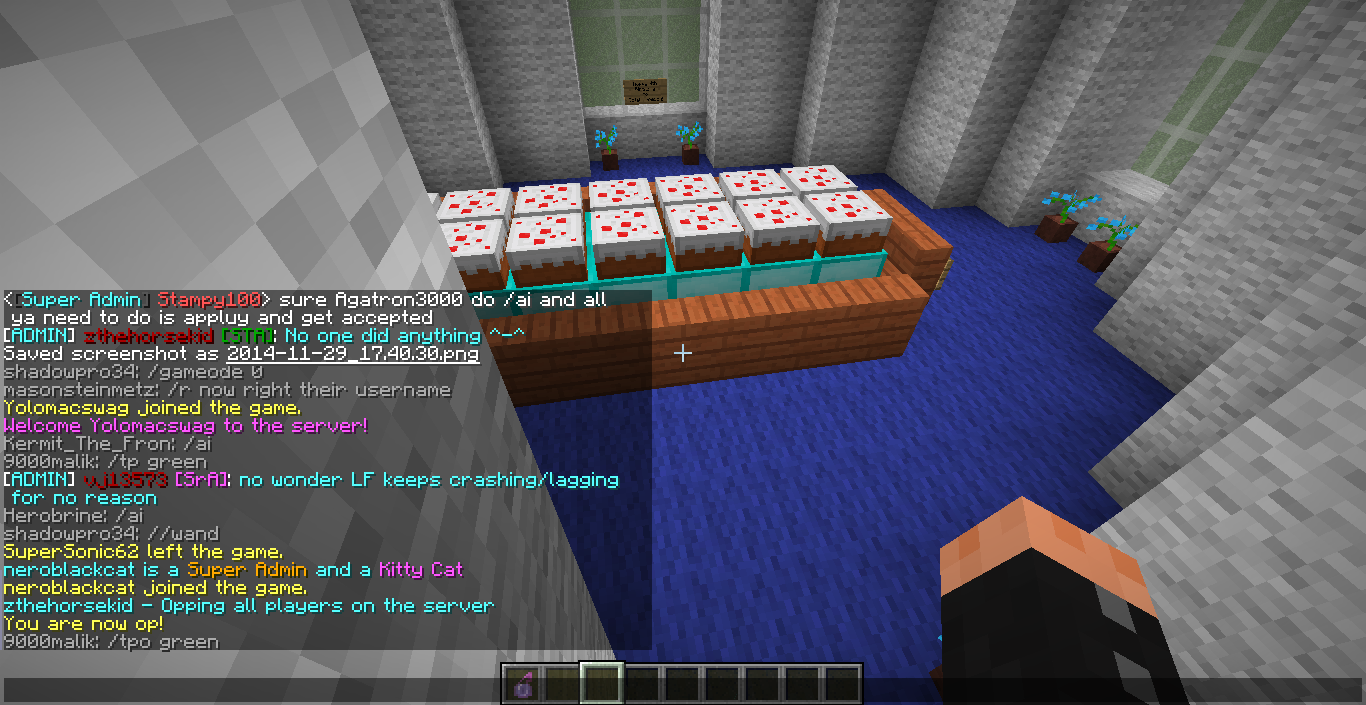 <[Super Admin] Stampy100> sure Agatron3000 do /ai and all
ya need to do is appluy and get accepted
[ADMIN] zthehorsekid [STA]: No one did anything ^-^
Saved screenshot as 2014-11-29_17.40.30.png
shadowpro34: /gameode 0
masonsteinmetz: /r now right their username
Yolomacswag joined the game.
Welcome Yolomacswag to the server!
Kermit_The_Fron: /ai
9000malik: /tp green
[ADMIN] vj13573 [SrA]: no wonder LF keeps crashing/lagging
for no reason
Herobrine: /ai
shadowpro34: //wand
SuperSonic62 left the game.
neroblackcat is a Super Admin and a Kitty Cat
neroblackcat joined the game.
zthehorsekid - Opping all players on the server
You are now op!
9000malik: /tpo green